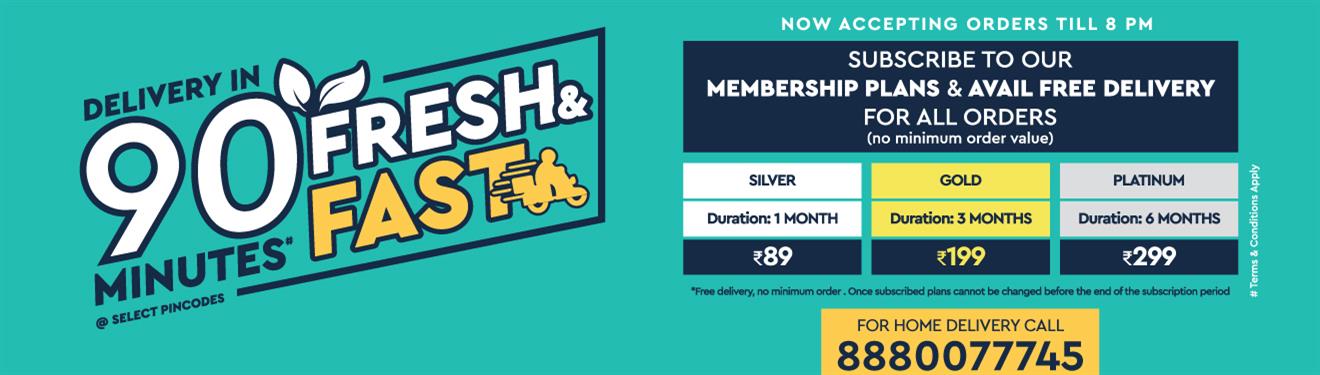 DELIVERY IN
90 FRESH &
FAST
MINUTES#
@ SELECT PINCODES
NOW ACCEPTING ORDERS TILL 8 PM
SUBSCRIBE TO OUR
MEMBERSHIP PLANS & AVAIL FREE DELIVERY
FOR ALL ORDERS
(no minimum order value)
SILVER GOLD PLATINUM
Duration: 1 MONTH Duration: 3 MONTHS Duration: 6 MONTHS
₹89 ₹199 ₹299
*Free delivery, no minimum order . Once subscribed plans cannot be changed before the end of the subscription period
# Terms & Conditions Apply
FOR HOME DELIVERY CALL
8880077745